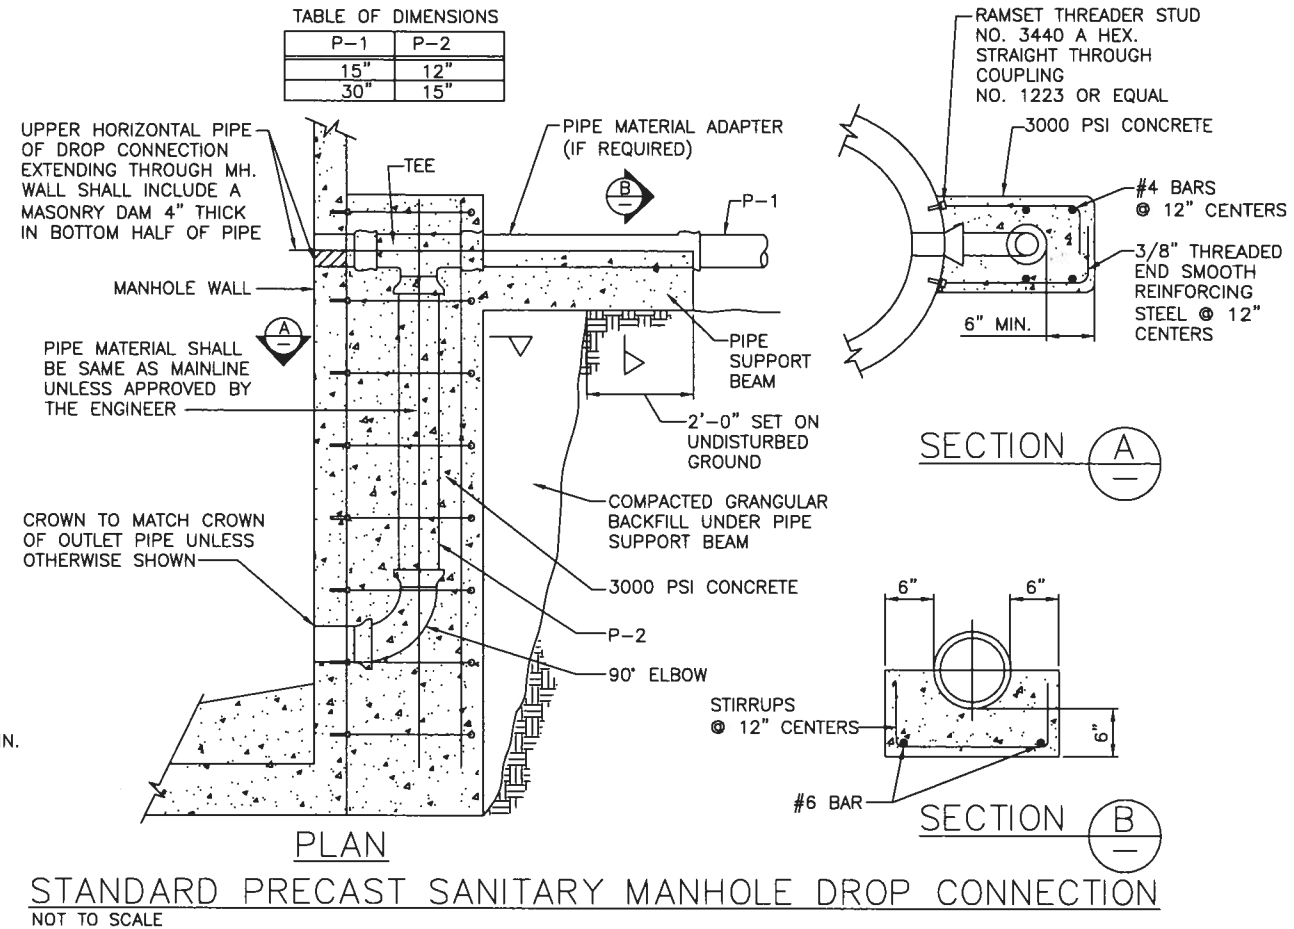 TABLE OF DIMENSIONS
P-1 P-2
15" 12"
30" 15"
UPPER HORIZONTAL PIPE
OF DROP CONNECTION
EXTENDING THROUGH MH.
WALL SHALL INCLUDE A
MASONRY DAM 4" THICK
IN BOTTOM HALF OF PIPE
MANHOLE WALL
A
PIPE MATERIAL SHALL
BE SAME AS MAINLINE
UNLESS APPROVED BY
THE ENGINEER
CROWN TO MATCH CROWN
OF OUTLET PIPE UNLESS
OTHERWISE SHOWN
IN.
TEE
PIPE MATERIAL ADAPTER
(IF REQUIRED)
B
P-1
PIPE
SUPPORT
BEAM
2'-0" SET ON
UNDISTURBED
GROUND
COMPACTED GRANGULAR
BACKFILL UNDER PIPE
SUPPORT BEAM
3000 PSI CONCRETE
P-2
90° ELBOW
PLAN
RAMSET THREADER STUD
NO. 3440 A HEX.
STRAIGHT THROUGH
COUPLING
NO. 1223 OR EQUAL
3000 PSI CONCRETE
#4 BARS
@ 12" CENTERS
3/8" THREADED
END SMOOTH
REINFORCING
STEEL @ 12"
CENTERS
6" MIN.
SECTION A
6" 6"
STIRRUPS
@ 12" CENTERS
6"
#6 BAR
SECTION B
STANDARD PRECAST SANITARY MANHOLE DROP CONNECTION
NOT TO SCALE